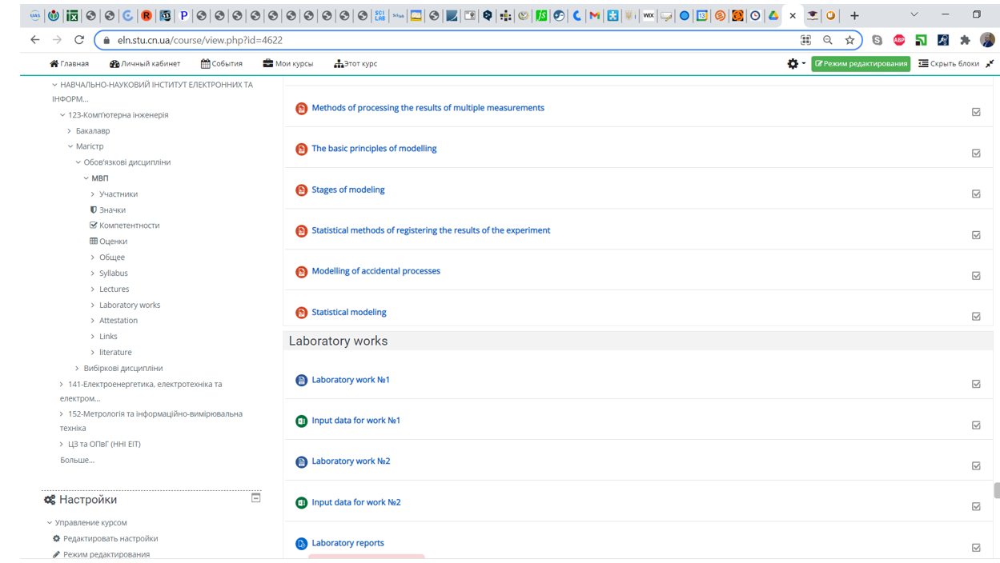 eln.stu.cn.ua/course/view.php?id=4622
Главная
Личный кабинет
События
Мои курсы
Этот курс
Режим редактирования
Скрыть блоки
НАВЧАЛЬНО-НАУКОВИЙ ІНСТИТУТ ЕЛЕКТРОННИХ ТА
ІНФОРМ...
123-Комп'ютерна інженерія
Бакалавр
Магістр
Обов'язкові дисципліни
МВП
Участники
Значки
Компетентности
Оценки
Общее
Syllabus
Lectures
Laboratory works
Attestation
Links
literature
Вибіркові дисципліни
141-Електроенергетика, електротехніка та
електром...
152-Метрологія та інформаційно-вимірювальна
техніка
ЦЗ та ОПвГ (ННІ ЕІТ)
Больше...
Настройки
Управление курсом
Редактировать настройки
Режим редактирования
Methods of processing the results of multiple measurements
The basic principles of modelling
Stages of modeling
Statistical methods of registering the results of the experiment
Modelling of accidental processes
Statistical modeling
Laboratory works
Laboratory work №1
Input data for work №1
Laboratory work №2
Input data for work №2
Laboratory reports